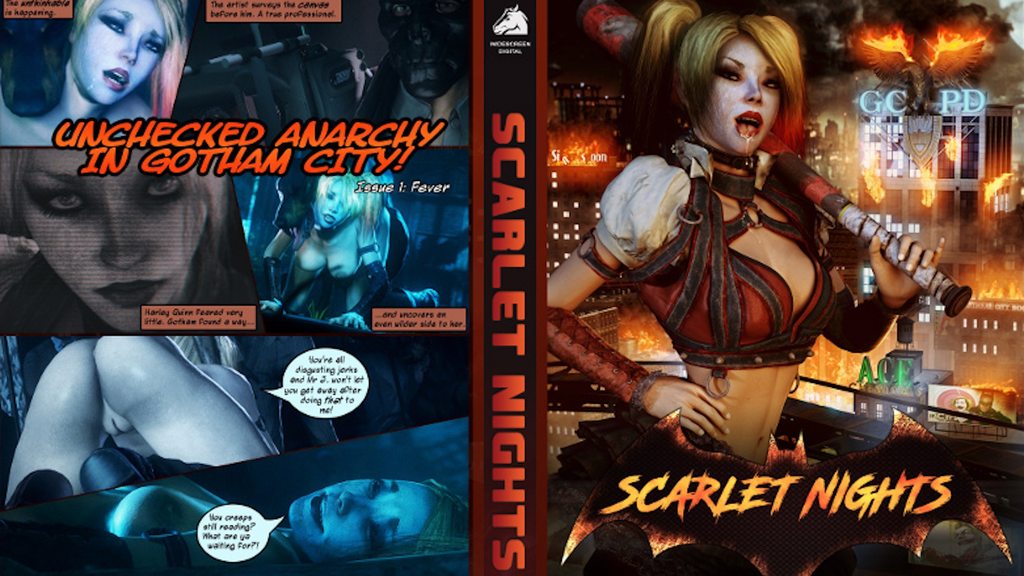 The unthinkable
is happening.
The artist surveys the canvas
before him. A true professional.
UNCHECKED ANARCHY
IN GOTHAM CITY!
Issue 1: Fever
Harley Quinn feared very
little. Gotham found a way...
...and uncovers an
even wilder side to her.
You're all
disgusting jerks
and Mr J. won't let
you get away after
doing that to
me!
You creeps
still reading?
What are ya
waiting for?!
WIDESCREEN
DIGITAL
SCARLET NIGHTS
GCPD
ACE
SCARLET NIGHTS